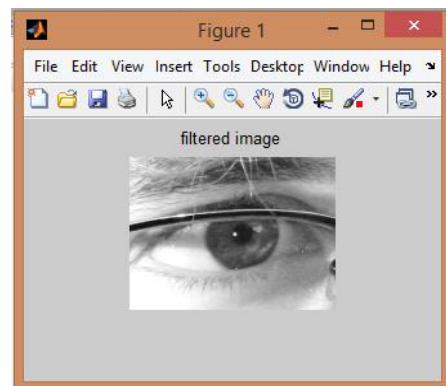 Figure 1
File Edit View Insert Tools Desktop Window Help
filtered image